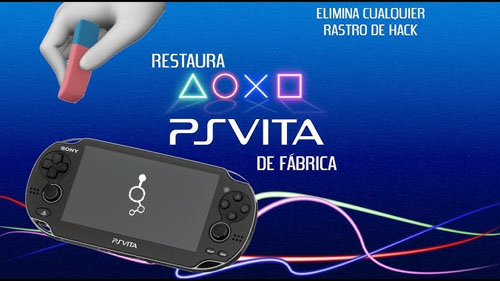 ELIMINA CUALQUIER
RASTRO DE HACK
RESTAURA
PSVITA
DE FÁBRICA
SONY
PSVITA